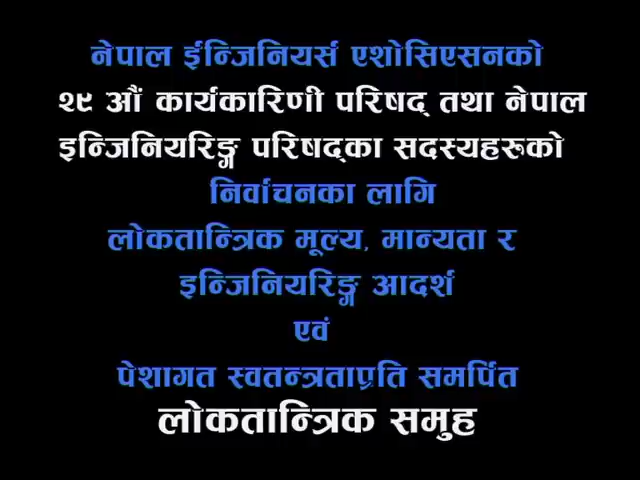 नेपाल ईन्जिनियर्स एशोसिएसनको
२९ औं कार्यकारिणी परिषद् तथा नेपाल
इन्जिनियरिङ्ग परिषद्का सदस्यहरुको
निर्वाचनका लागि
लोकतान्त्रिक मूल्य, मान्यता र
इन्जिनियरिङ्ग आदर्श
एवं
पेशागत स्वतन्त्रताप्रति समर्पित
लोकतान्त्रिक समुह